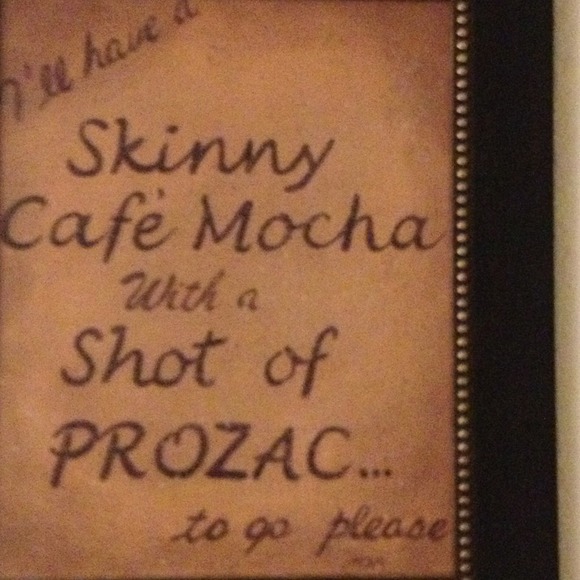 I'll have a
Skinny
Café Mocha
With a
Shot of
PROZAC...
to go please